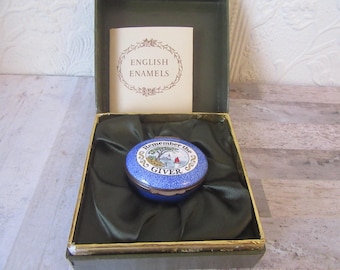 ENGLISH
ENAMELS
Remember the
GIVER